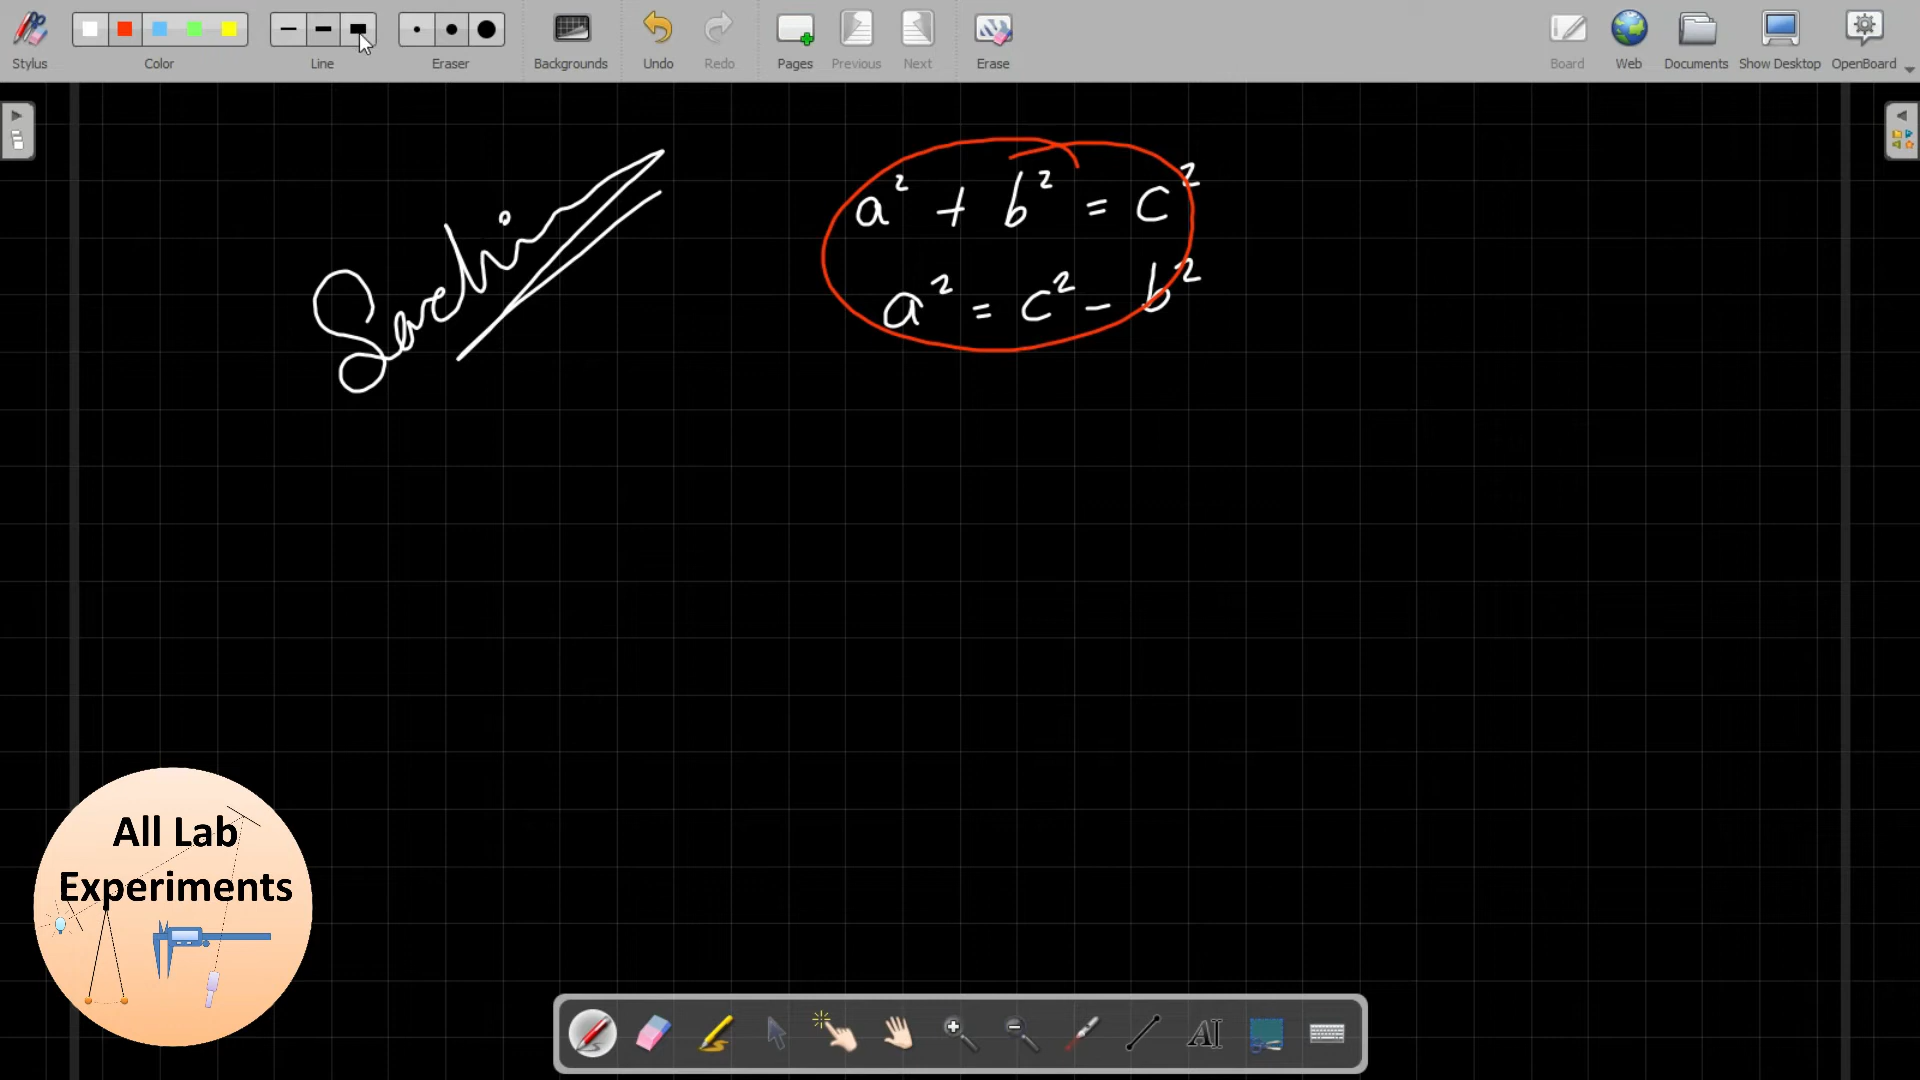 Stylus
Color
Line
Eraser
Backgrounds
Undo
Redo
Pages
Previous
Next
Erase
Board
Web
Documents
Show Desktop
OpenBoard
Sachin
a² + b² = c²
a² = c² - b²
All Lab
Experiments
AI